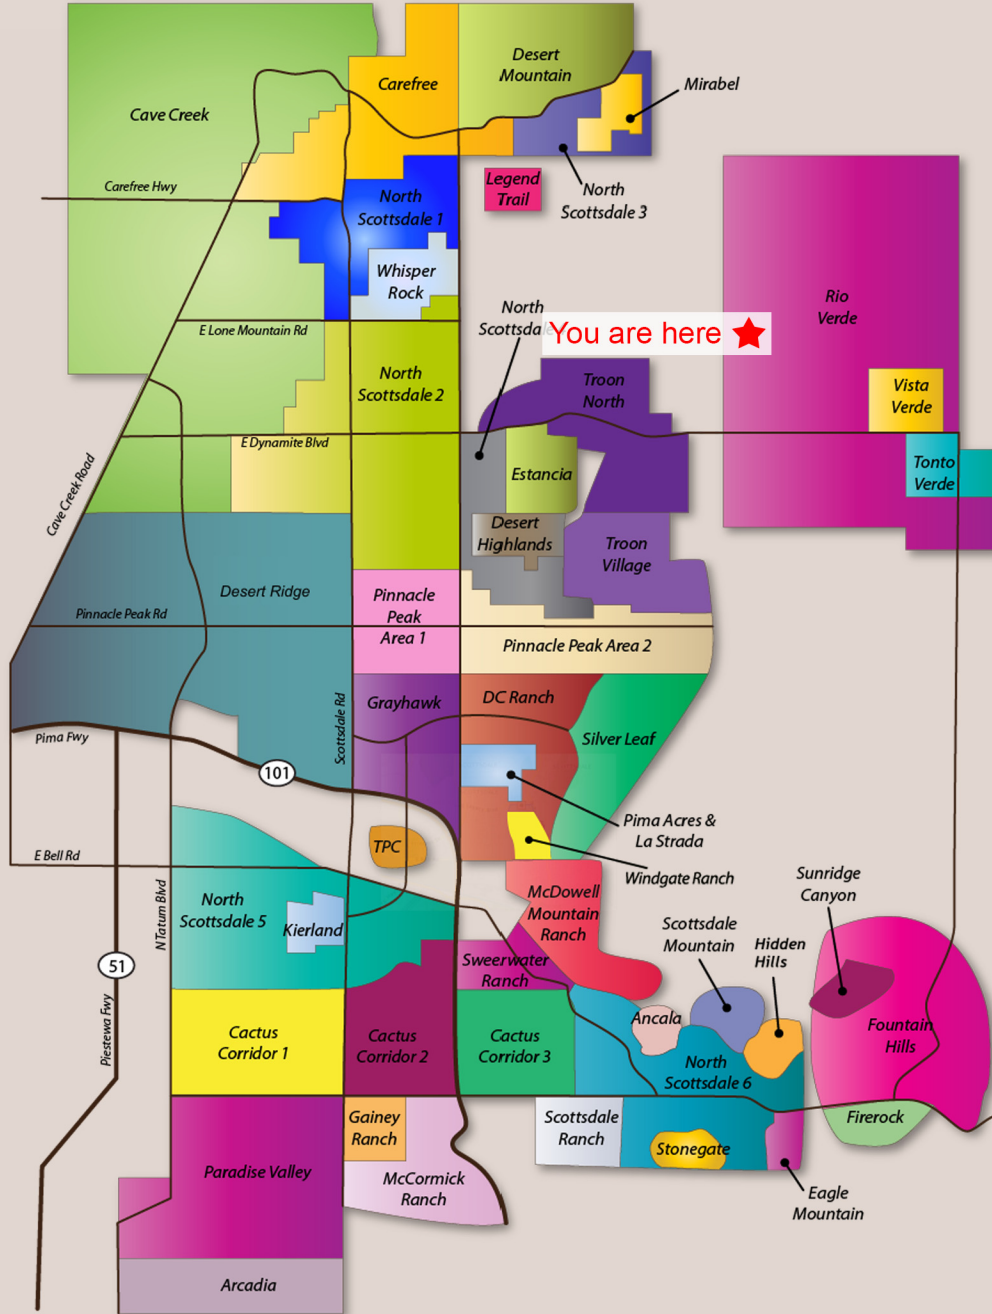 Desert
Mountain
Carefree
Mirabel
Cave Creek
Carefree Hwy
Legend
Trail
North
Scottsdale 3
North
Scottsdale 1
Whisper
Rock
Rio
Verde
E Lone Mountain Rd
North
You are here
North
Scottsdale 2
Troon
North
Vista
Verde
E Dynamite Blvd
Cave Creek Road
Estancia
Tonto
Verde
Desert
Highlands
Troon
Village
Desert Ridge
Pinnacle
Peak
Area 1
Pinnacle Peak Rd
Pinnacle Peak Area 2
Scottsdale Rd
Grayhawk
DC Ranch
Silver Leaf
Pima Fwy
101
Pima Acres &
La Strada
TPC
E Bell Rd
Windgate Ranch
Sunridge
Canyon
N Tatum Blvd
North
Scottsdale 5
Kierland
McDowell
Mountain
Ranch
Scottsdale
Mountain
Hidden
Hills
51
Sweerwater
Ranch
Piestewa Fwy
Cactus
Corridor 1
Cactus
Corridor 2
Cactus
Corridor 3
Ancala
North
Scottsdale 6
Fountain
Hills
Gainey
Ranch
Scottsdale
Ranch
Stonegate
Firerock
Paradise Valley
McCormick
Ranch
Eagle
Mountain
Arcadia